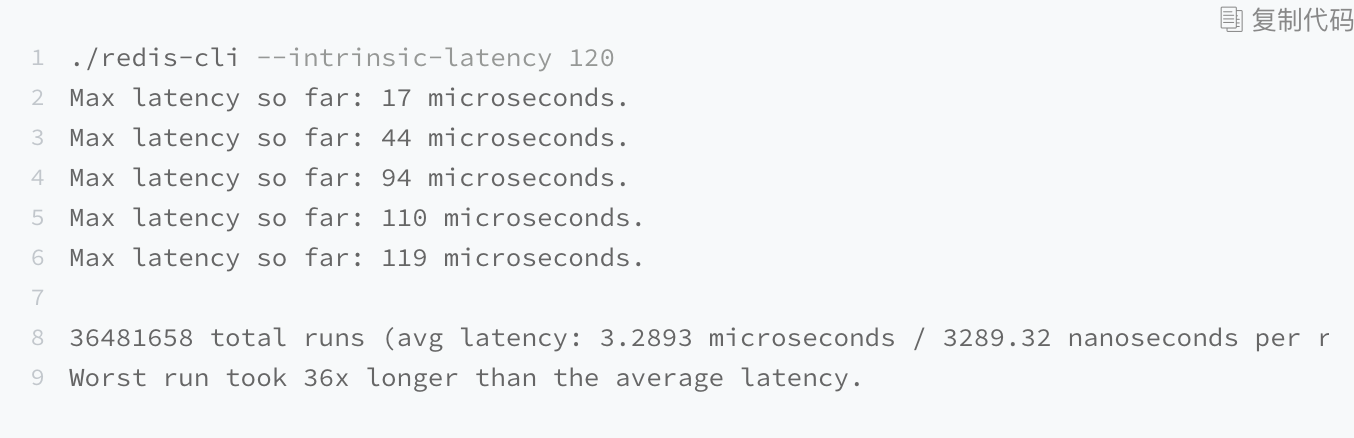 复制代码
1 ./redis-cli --intrinsic-latency 120
2 Max latency so far: 17 microseconds.
3 Max latency so far: 44 microseconds.
4 Max latency so far: 94 microseconds.
5 Max latency so far: 110 microseconds.
6 Max latency so far: 119 microseconds.
7
8 36481658 total runs (avg latency: 3.2893 microseconds / 3289.32 nanoseconds per r
9 Worst run took 36x longer than the average latency.